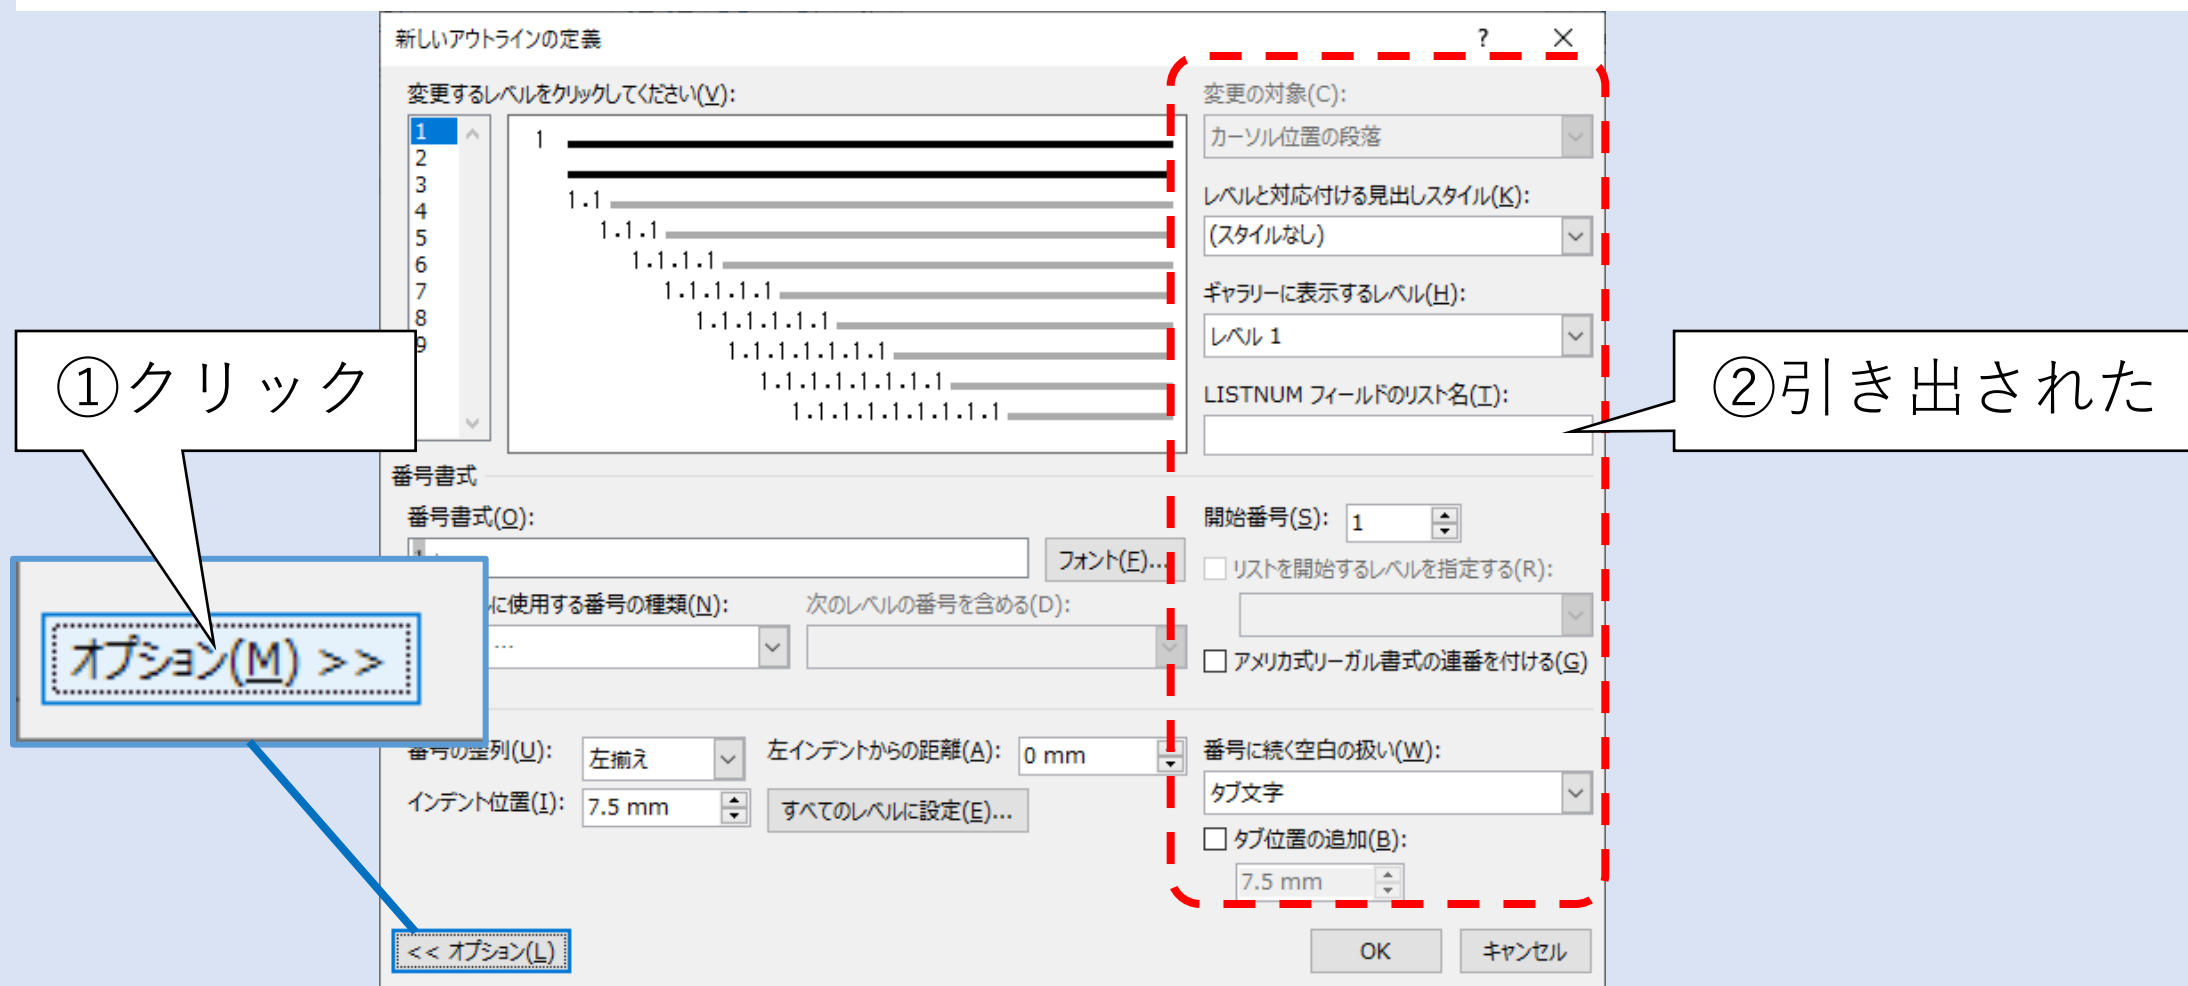 新しいアウトラインの定義
?
変更するレベルをクリックしてください(V):
1
2
3
4
5
6
7
8
9
1
1.1
1.1.1
1.1.1.1
1.1.1.1.1
1.1.1.1.1.1
1.1.1.1.1.1.1
1.1.1.1.1.1.1.1
1.1.1.1.1.1.1.1.1
変更の対象(C):
カーソル位置の段落
レベルと対応付ける見出しスタイル(K):
(スタイルなし)
ギャラリーに表示するレベル(H):
レベル 1
LISTNUM フィールドのリスト名(T):
①クリック
②引き出された
番号書式
番号書式(O):
フォント(F)...
に使用する番号の種類(N):
...
次のレベルの番号を含める(D):
開始番号(S): 1
リストを開始するレベルを指定する(R):
アメリカ式リーガル書式の連番を付ける(G)
オプション(M) >>
番号の整列(U): 左揃え
左インデントからの距離(A): 0 mm
インデント位置(I): 7.5 mm
すべてのレベルに設定(E)...
番号に続く空白の扱い(W):
タブ文字
タブ位置の追加(B):
7.5 mm
<< オプション(L)
OK
キャンセル